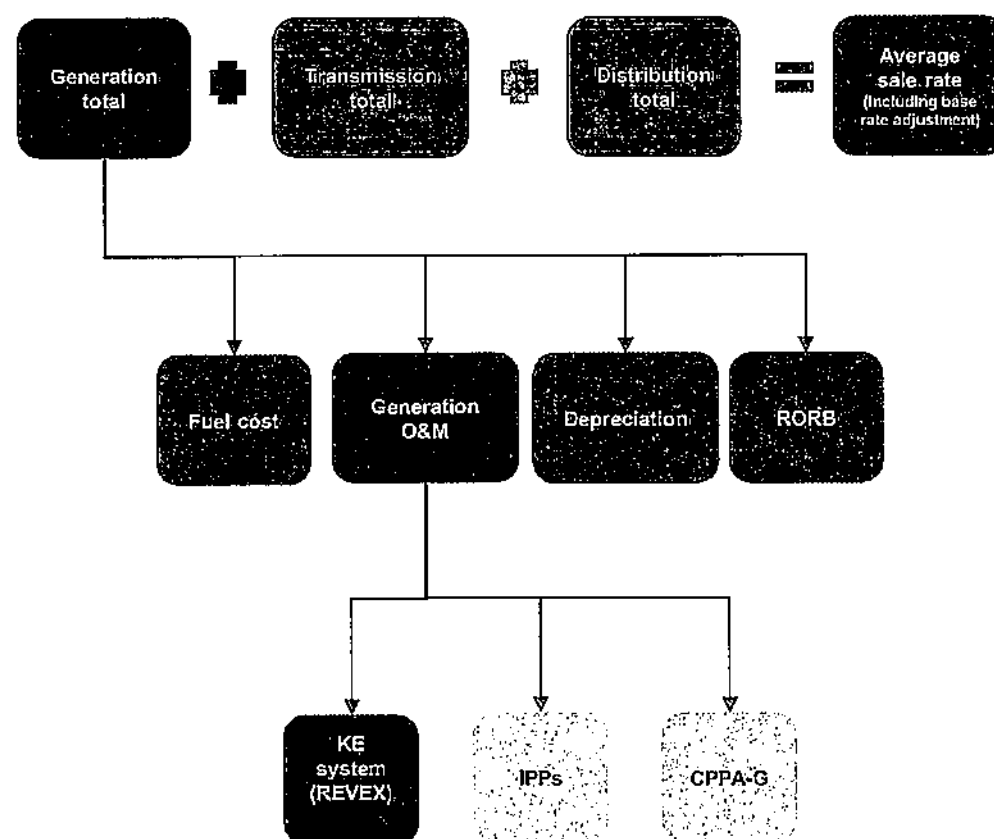 Generation
total
Transmission
total
Distribution
total
Average
sale rate
(Including base
rate adjustment)
Fuel cost
Generation
O&M
Depreciation
RORB
KE
system
(REVEX)
IPPs
CPPA-G